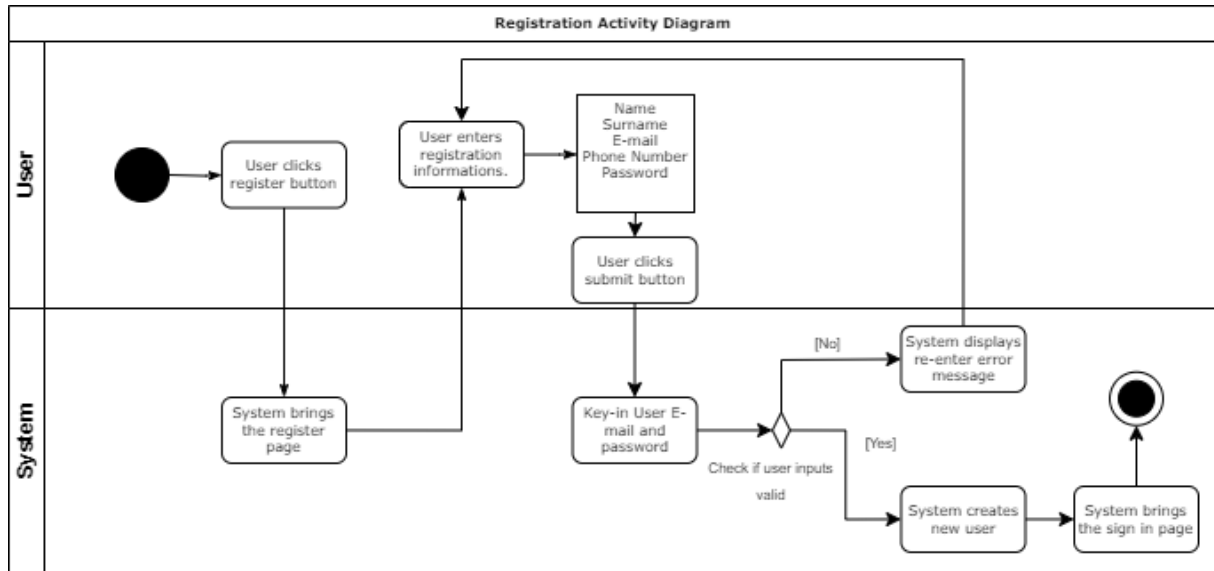 Registration Activity Diagram
User
User clicks
register button
User enters
registration
informations.
Name
Surname
E-mail
Phone Number
Password
User clicks
submit button
System
System brings
the register
page
Key-in User E-
mail and
password
Check if user inputs
valid
[No]
System displays
re-enter error
message
[Yes]
System creates
new user
System brings
the sign in page